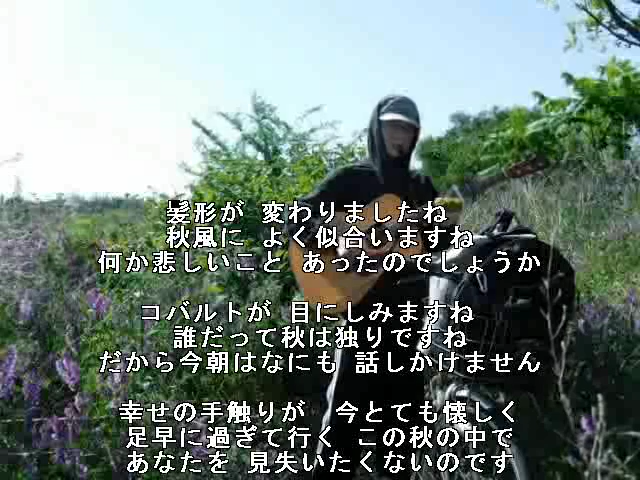 髪形が 変わりましたね
秋風に よく似合いますね
何か悲しいこと あったのでしょうか
コバルトが 目にしみますね
誰だって秋は独りですね
だから今朝はなにも 話しかけません
幸せの手触りが 今とても懐しく
足早に過ぎて行く この秋の中で
あなたを 見失いたくないのです